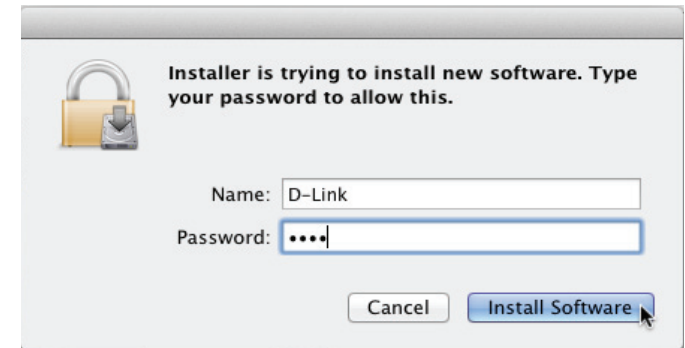 Installer is trying to install new software. Type
your password to allow this.
Name: D-Link
Password: ••••
Cancel Install Software